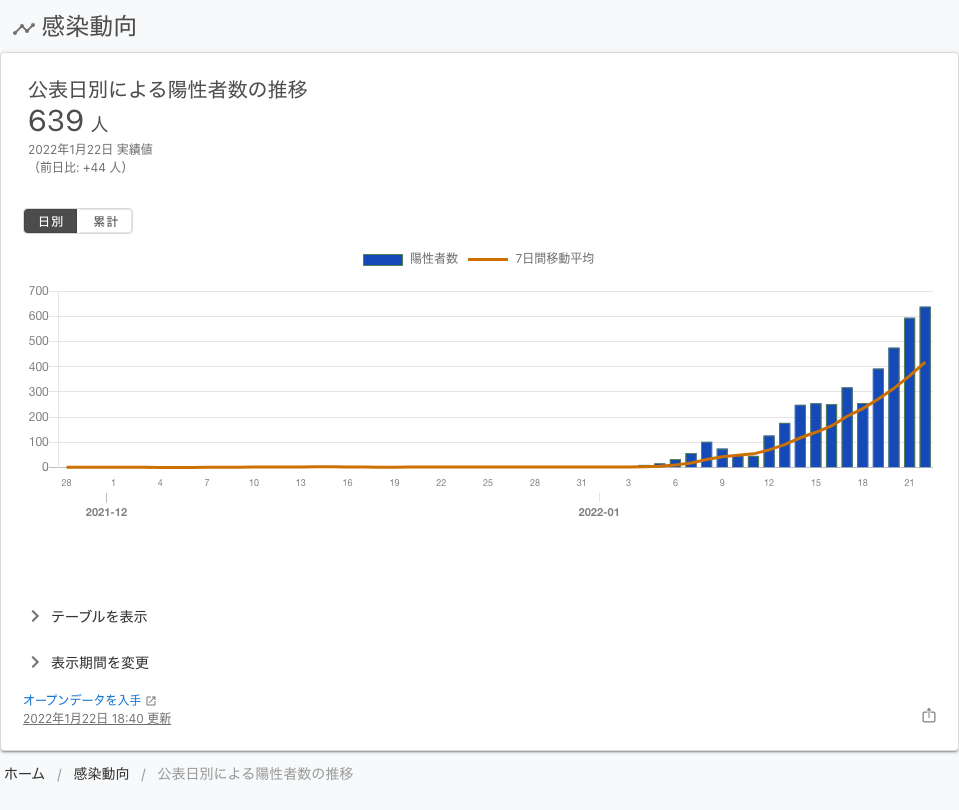 感染動向
公表日別による陽性者数の推移
639 人
2022年1月22日 実績値
（前日比: +44 人）
日別 累計
陽性者数 7日間移動平均
700
600
500
400
300
200
100
0
28 1 4 7 10 13 16 19 22 25 28 31 3 6 9 12 15 18 21
2021-12 2022-01
テーブルを表示
表示期間を変更
オープンデータを入手
2022年1月22日 18:40 更新
ホーム / 感染動向 / 公表日別による陽性者数の推移